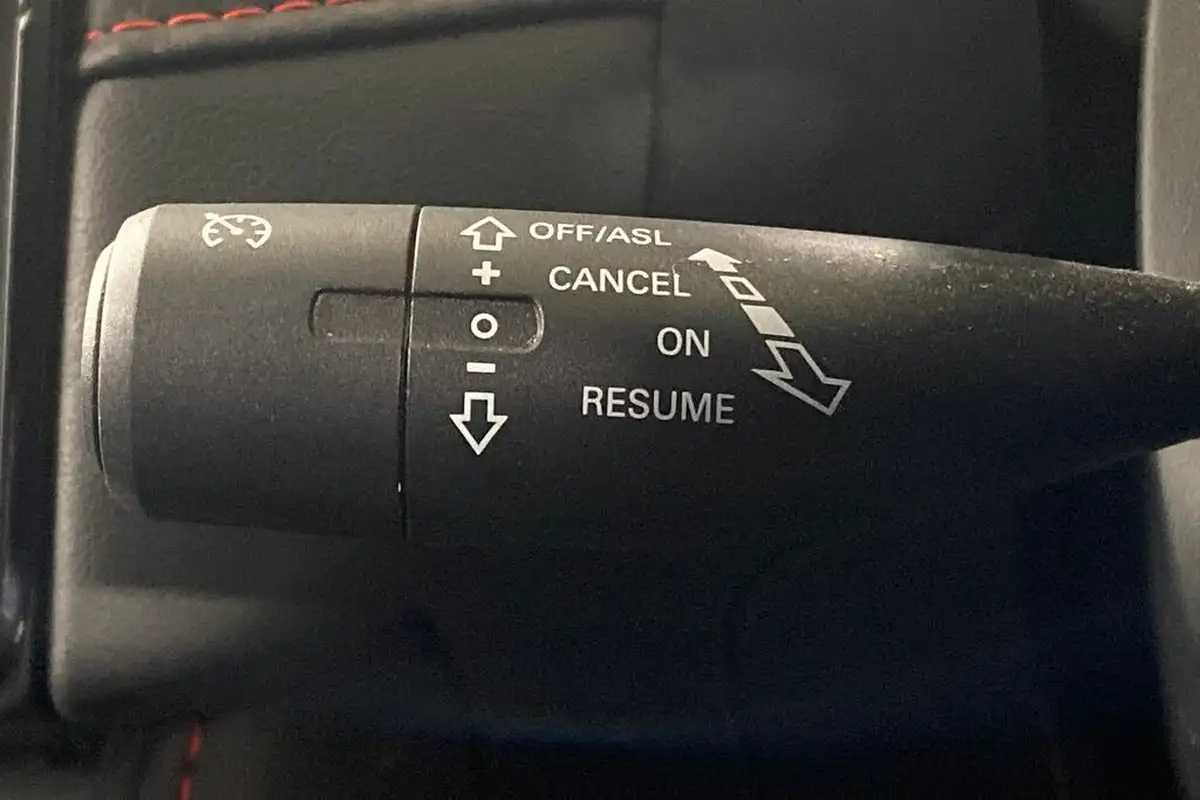 OFF/ASL
+
CANCEL
O
ON
−
RESUME